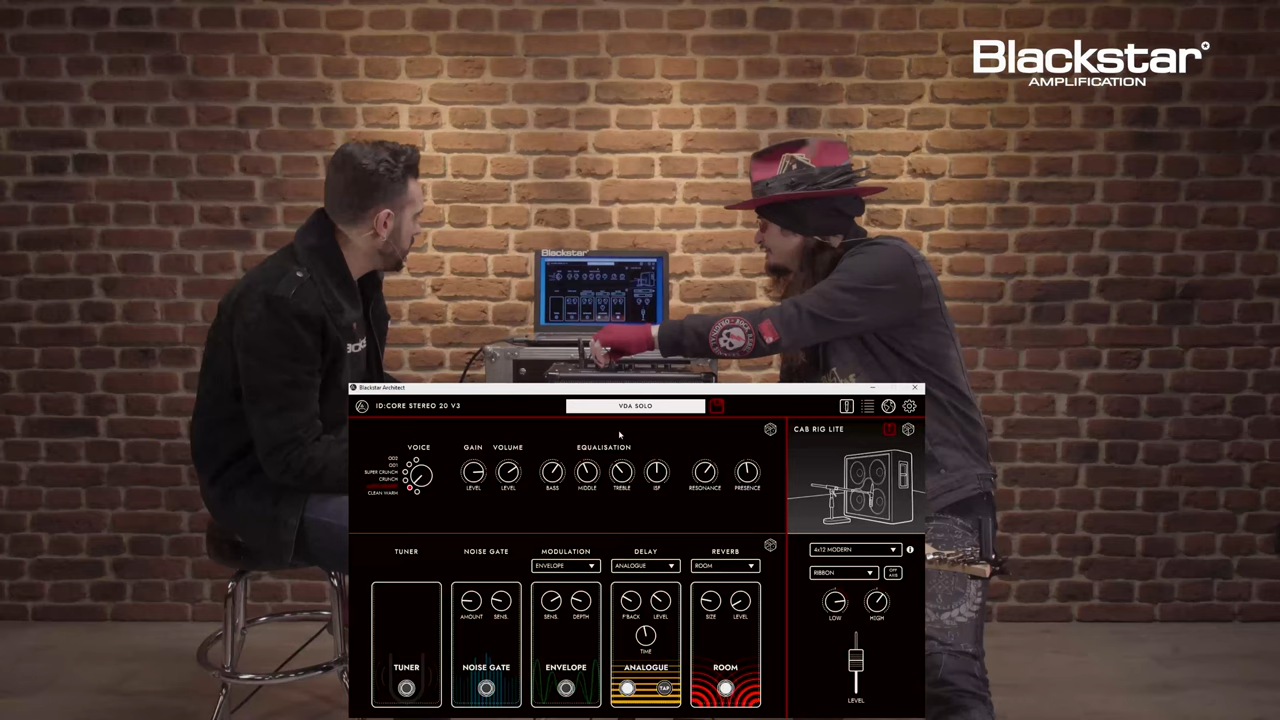 Blackstar
AMPLIFICATION
Blackstar
Blackstar Architect
ID:CORE STEREO 20 V3
VDA SOLO
VOICE
GAIN
VOLUME
EQUALISATION
CAB RIG LITE
OD2
OD1
SUPER CRUNCH
CRUNCH
CLEAN WARM
LEVEL
LEVEL
BASS
MIDDLE
TREBLE
ISF
RESONANCE
PRESENCE
TUNER
NOISE GATE
MODULATION
DELAY
REVERB
ENVELOPE
ANALOGUE
ROOM
4x12 MODERN
RIBBON
OFF
AXIS
AMOUNT
SENS.
SENS.
DEPTH
F'BACK
LEVEL
SIZE
LEVEL
LOW
HIGH
TIME
TUNER
NOISE GATE
ENVELOPE
ANALOGUE
ROOM
TAP
LEVEL